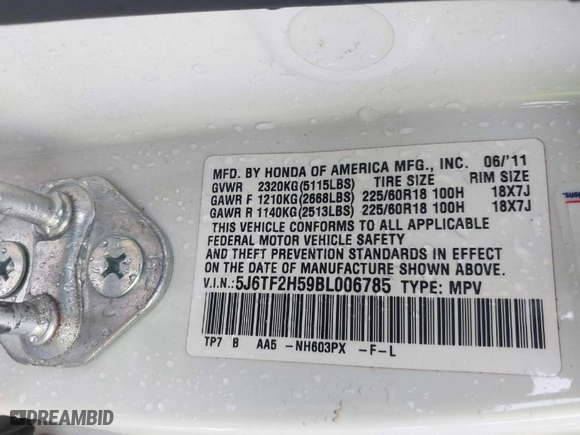 MFD. BY HONDA OF AMERICA MFG., INC. 06/'11
GVWR 2320KG(5115LBS) TIRE SIZE RIM SIZE
GAWR F 1210KG(2668LBS) 225/60R18 100H 18X7J
GAWR R 1140KG(2513LBS) 225/60R18 100H 18X7J
THIS VEHICLE CONFORMS TO ALL APPLICABLE
FEDERAL MOTOR VEHICLE SAFETY
AND THEFT PREVENTION STANDARDS IN EFFECT
ON THE DATE OF MANUFACTURE SHOWN ABOVE.
V.I.N.: 5J6TF2H59BL006785 TYPE: MPV
TP7 B AA5 -NH603PX -F-L
DREAMBID